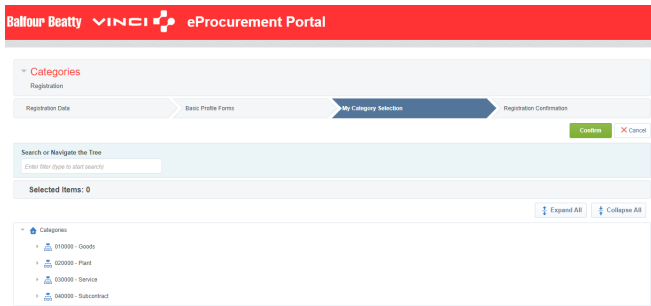 Balfour Beatty VINCI eProcurement Portal
Categories
Registration
Registration Data
Basic Profile Forms
My Category Selection
Registration Confirmation
Confirm
Cancel
Search or Navigate the Tree
Enter filter (type to start search)
Selected Items: 0
Expand All
Collapse All
Categories
010000 - Goods
020000 - Plant
030000 - Service
040000 - Subcontract